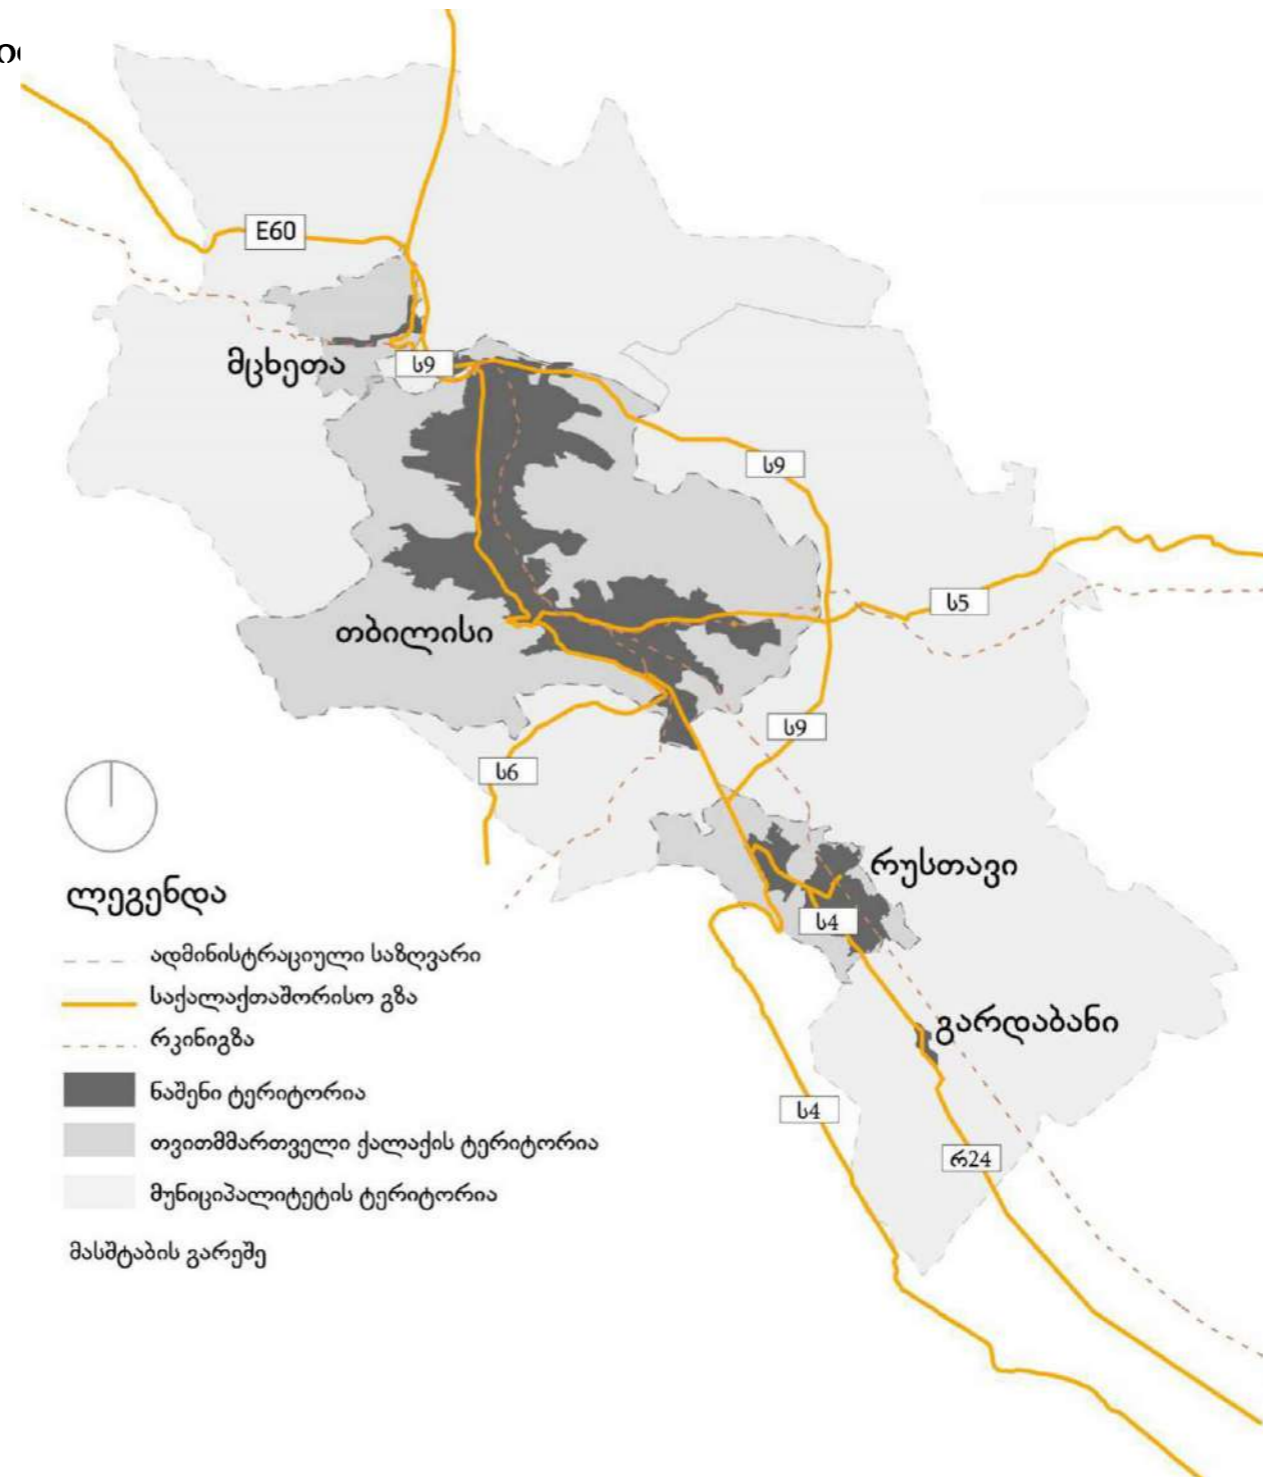 E60
მცხეთა
ს9
ს9
ს5
თბილისი
ს9
ს6
რუსთავი
ს4
გარდაბანი
ს4
რ24
ლეგენდა
ადმინისტრაციული საზღვარი
საქალაქთაშორისო გზა
რკინიგზა
ნაშენი ტერიტორია
თვითმმართველი ქალაქის ტერიტორია
მუნიციპალიტეტის ტერიტორია
მასშტაბის გარეშე